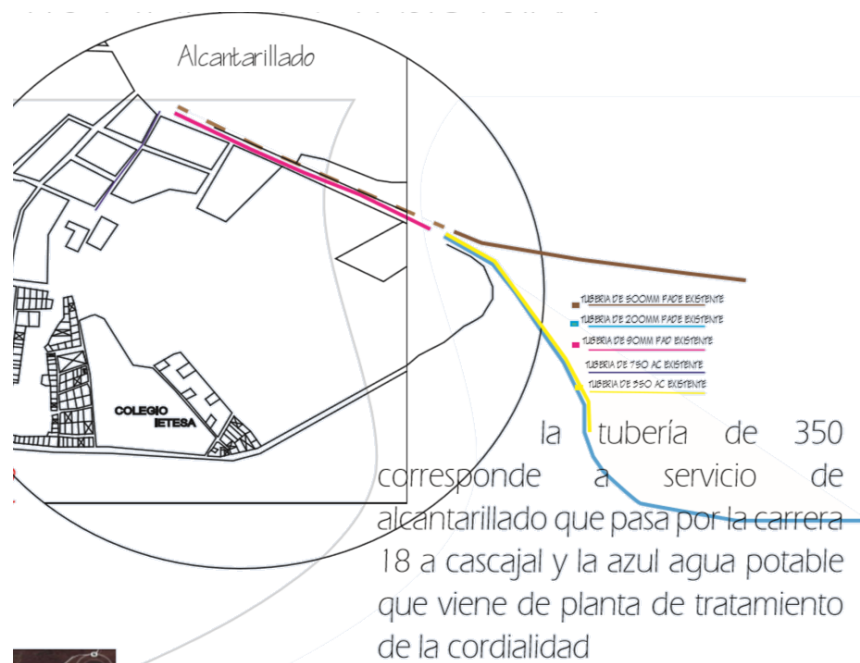 Alcantarillado
TUBERIA DE 500MM PADE EXISTENTE
TUBERIA DE 200MM PADE EXISTENTE
TUBERIA DE 90MM PAD EXISTENTE
TUBERIA DE 750 AC EXISTENTE
TUBERIA DE 350 AC EXISTENTE
COLEGIO
IETESA
la tubería de 350
corresponde a servicio de
alcantarillado que pasa por la carrera
18 a cascajal y la azul agua potable
que viene de planta de tratamiento
de la cordialidad